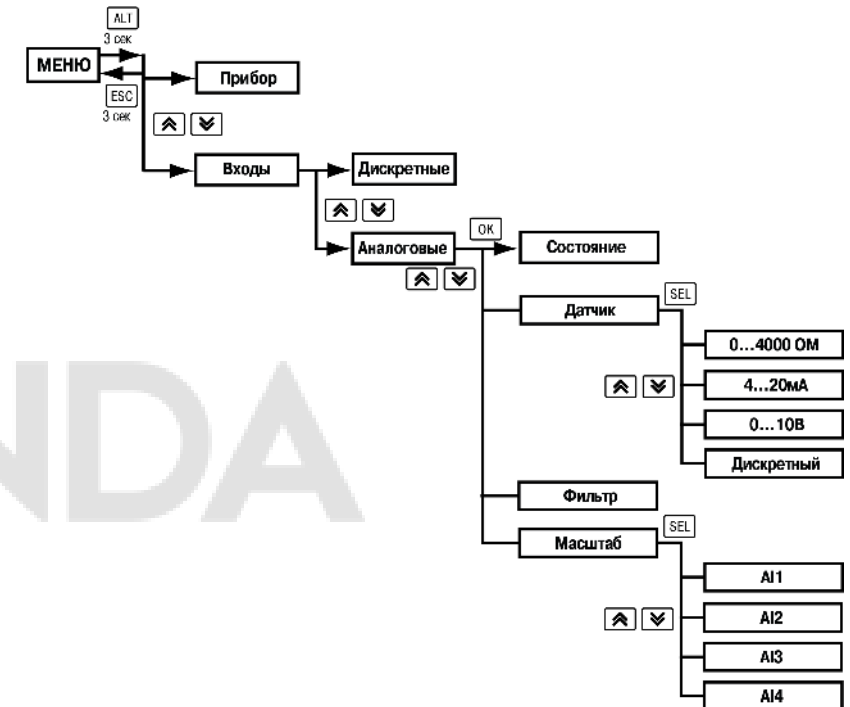 ALT
3 сек
МЕНЮ
Прибор
ESC
3 сек
Входы
Дискретные
OK
Аналоговые
Состояние
SEL
Датчик
0...4000 ОМ
4...20мА
0...10В
Дискретный
NDA
Фильтр
SEL
Масштаб
AI1
AI2
AI3
AI4